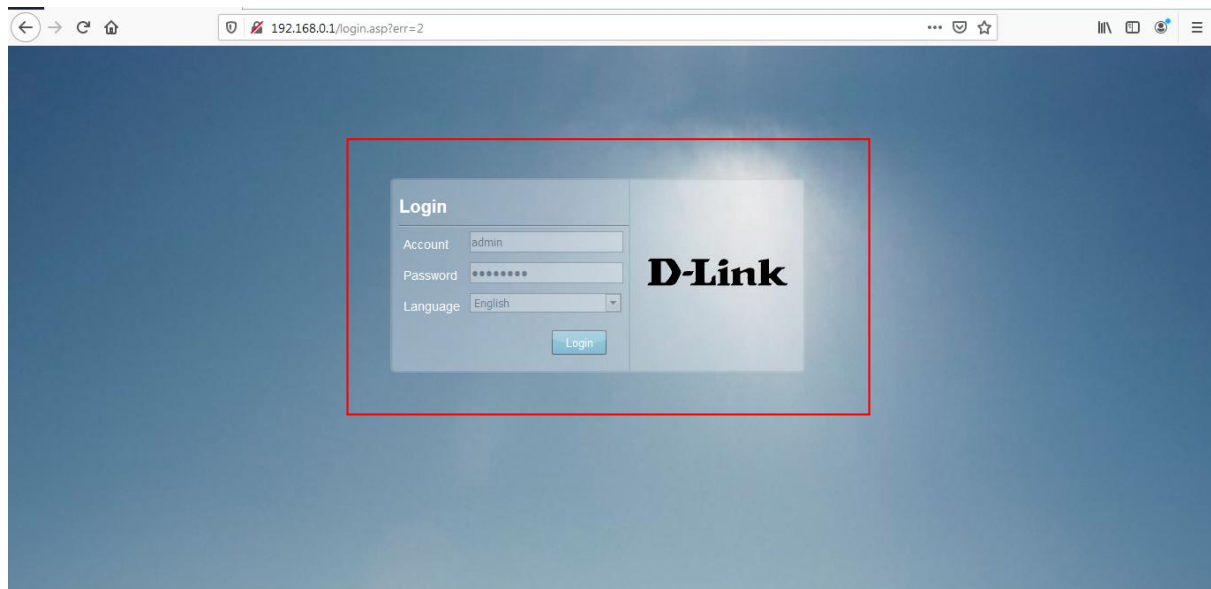 192.168.0.1/login.asp?err=2
Login
Account admin
Password ••••••••
Language English
Login
D-Link